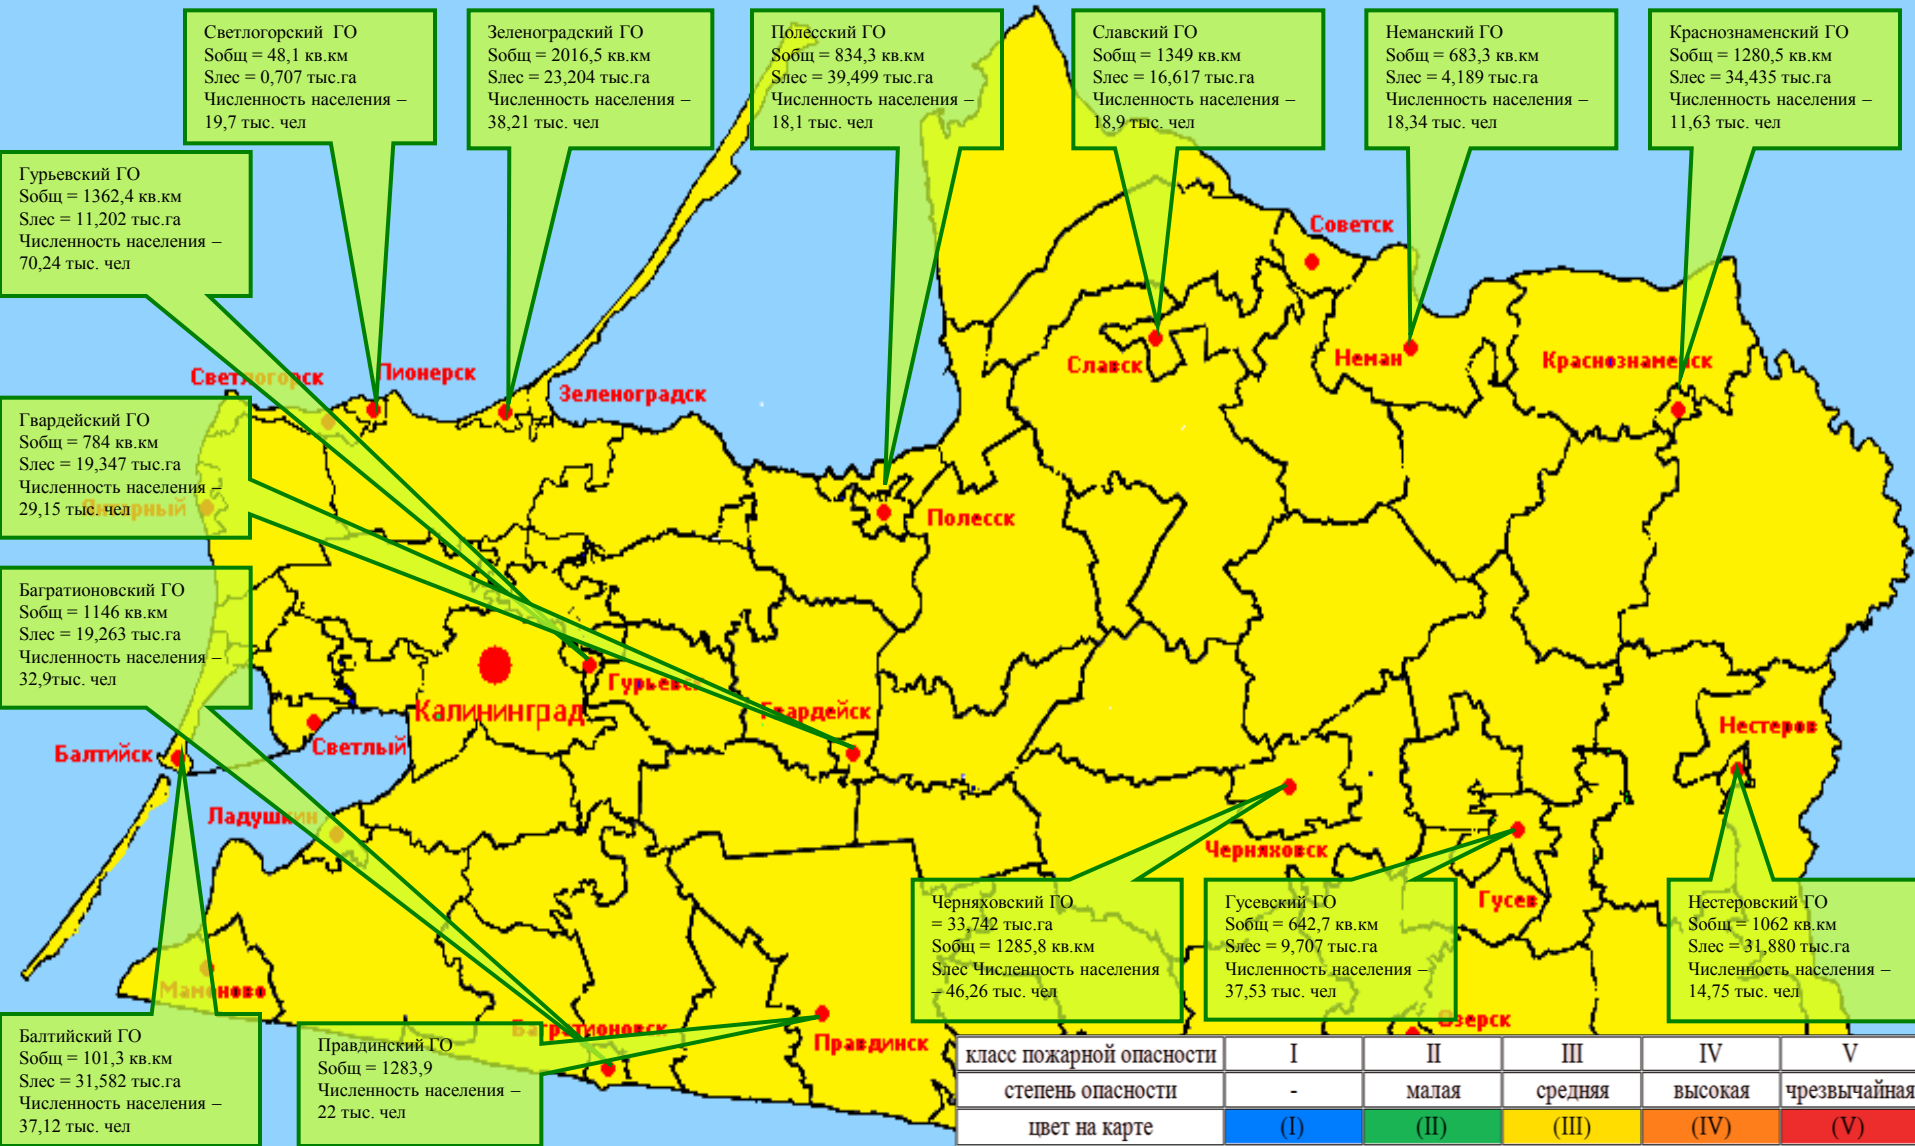 Светлогорский ГО
Sобщ = 48,1 кв.км
Sлес = 0,707 тыс.га
Численность населения –
19,7 тыс. чел
Зеленоградский ГО
Sобщ = 2016,5 кв.км
Sлес = 23,204 тыс.га
Численность населения –
38,21 тыс. чел
Полесский ГО
Sобщ = 834,3 кв.км
Sлес = 39,499 тыс.га
Численность населения –
18,1 тыс. чел
Славский ГО
Sобщ = 1349 кв.км
Sлес = 16,617 тыс.га
Численность населения –
18,9 тыс. чел
Неманский ГО
Sобщ = 683,3 кв.км
Sлес = 4,189 тыс.га
Численность населения –
18,34 тыс. чел
Краснознаменский ГО
Sобщ = 1280,5 кв.км
Sлес = 34,435 тыс.га
Численность населения –
11,63 тыс. чел
Гурьевский ГО
Sобщ = 1362,4 кв.км
Sлес = 11,202 тыс.га
Численность населения –
70,24 тыс. чел
Советск
Славск
Неман
Краснознаменск
Светлогорск
Пионерск
Зеленоградск
Гвардейский ГО
Sобщ = 784 кв.км
Sлес = 19,347 тыс.га
Численность населения –
29,15 тыс. чел
Янтарный
Полесск
Багратионовский ГО
Sобщ = 1146 кв.км
Sлес = 19,263 тыс.га
Численность населения –
32,9тыс. чел
Гурьевск
Калининград
Гвардейск
Нестеров
Балтийск
Светлый
Ладушкин
Черняховск
Гусев
Черняховский ГО
= 33,742 тыс.га
Sобщ = 1285,8 кв.км
Sлес Численность населения
– 46,26 тыс. чел
Гусевский ГО
Sобщ = 642,7 кв.км
Sлес = 9,707 тыс.га
Численность населения –
37,53 тыс. чел
Нестеровский ГО
Sобщ = 1062 кв.км
Sлес = 31,880 тыс.га
Численность населения –
14,75 тыс. чел
Мамоново
Багратионовск
Правдинск
Озерск
Балтийский ГО
Sобщ = 101,3 кв.км
Sлес = 31,582 тыс.га
Численность населения –
37,12 тыс. чел
Правдинский ГО
Sобщ = 1283,9
Численность населения –
22 тыс. чел
класс пожарной опасности I II III IV V
степень опасности - малая средняя высокая чрезвычайная
цвет на карте (I) (II) (III) (IV) (V)